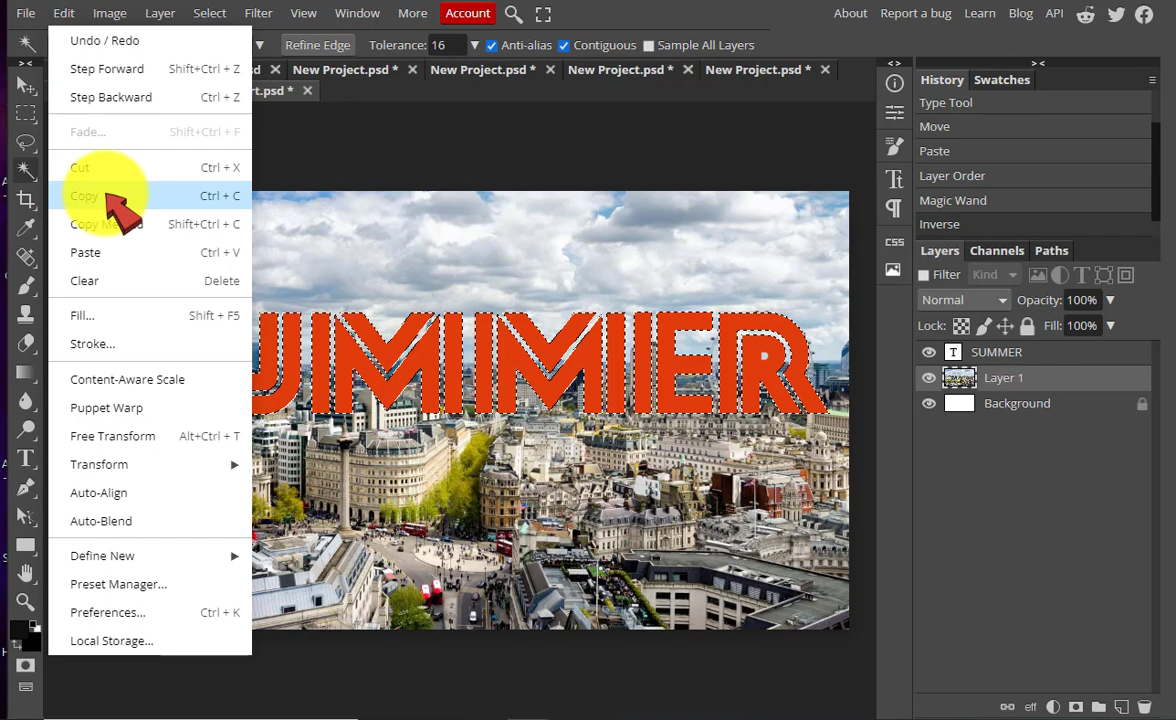 File Edit Image Layer Select Filter View Window More Account About Report a bug Learn Blog API
Refine Edge Tolerance: 16 Anti-alias Contiguous Sample All Layers
New Project.psd * New Project.psd * New Project.psd * New Project.psd *
rt.psd *
Undo / Redo
Step Forward Shift+Ctrl + Z
Step Backward Ctrl + Z
Fade... Shift+Ctrl + F
Cut Ctrl + X
Copy Ctrl + C
Copy Shift+Ctrl + C
Paste Ctrl + V
Clear Delete
Fill... Shift + F5
Stroke...
Content-Aware Scale
Puppet Warp
Free Transform Alt+Ctrl + T
Transform
Auto-Align
Auto-Blend
Define New
Preset Manager...
Preferences... Ctrl + K
Local Storage...
UMMER
CSS
History Swatches
Type Tool
Move
Paste
Layer Order
Magic Wand
Inverse
Layers Channels Paths
Filter Kind
Normal Opacity: 100%
Lock: Fill: 100%
T SUMMER
Layer 1
Background
eff